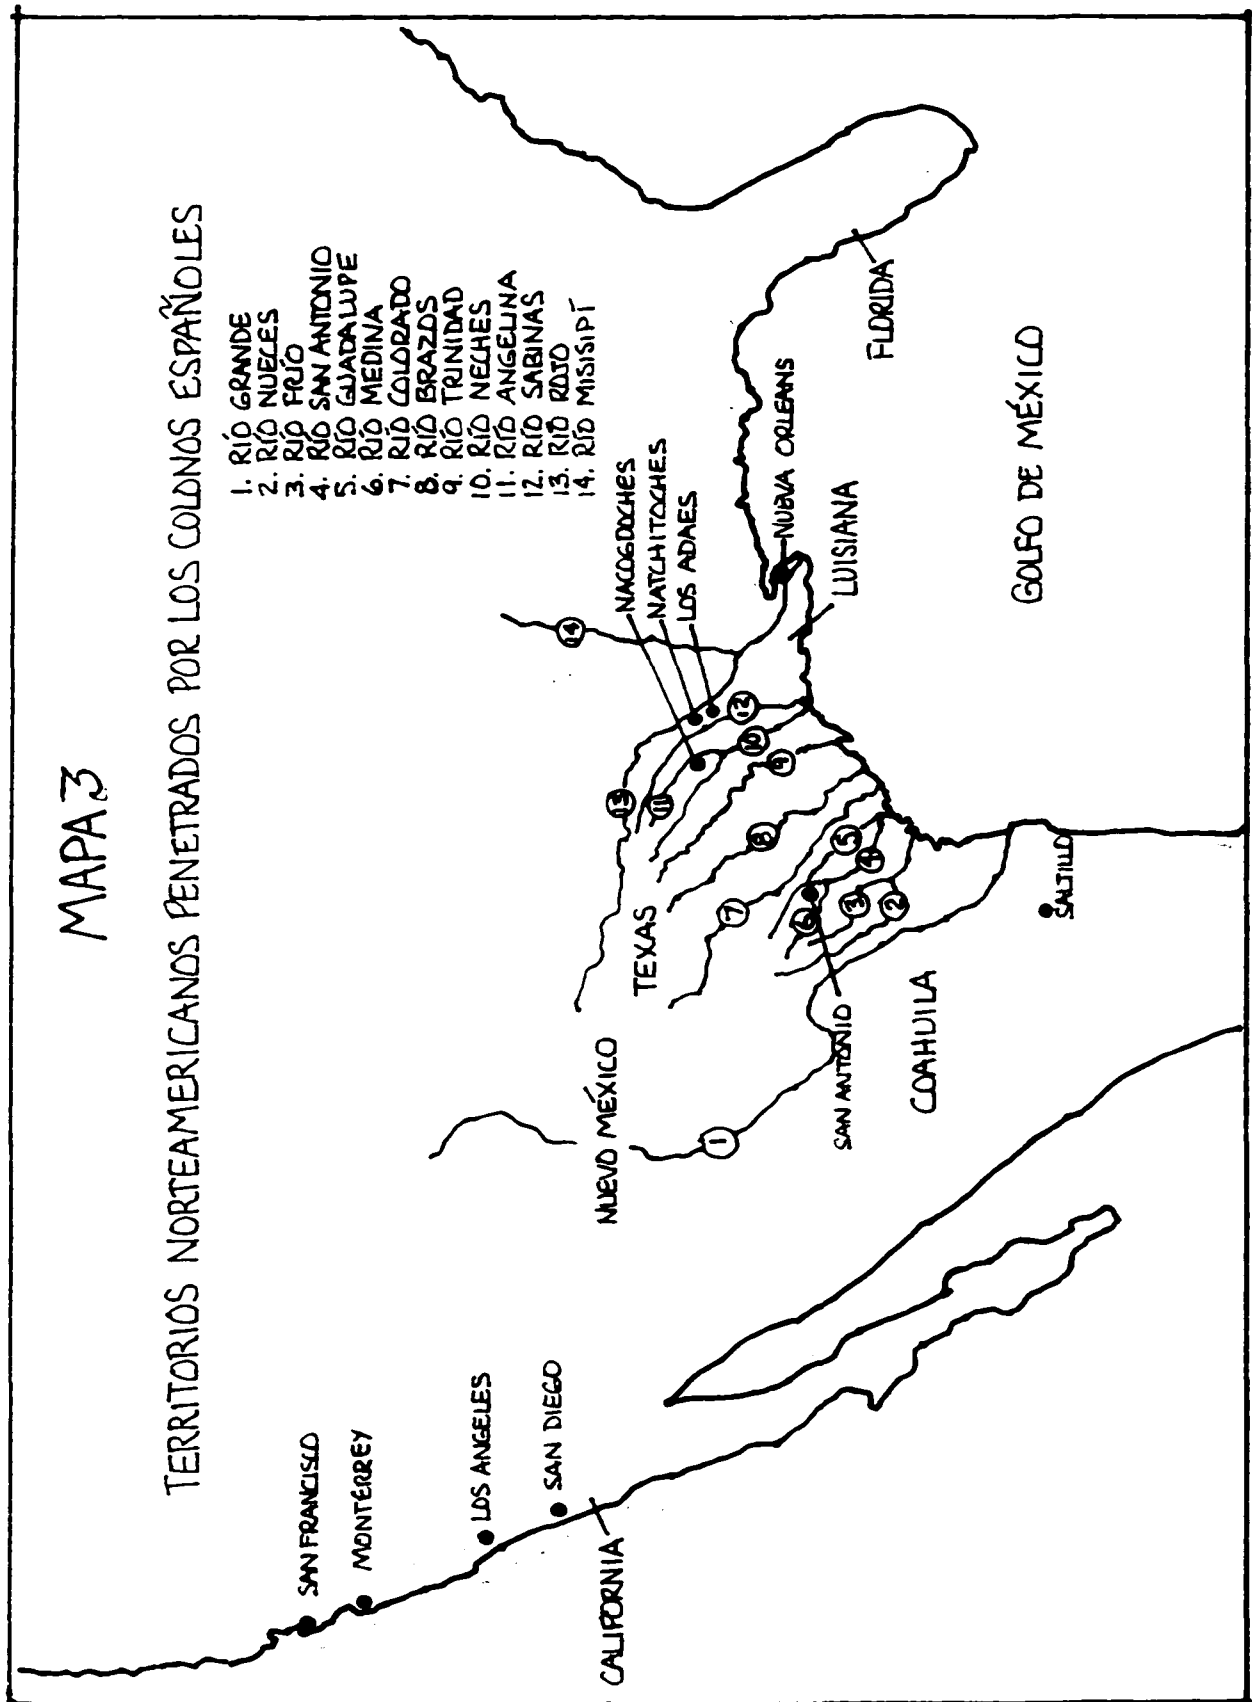 MAPA 3
TERRITORIOS NORTEAMERICANOS PENETRADOS POR LOS COLONOS ESPAÑOLES
1. RÍO GRANDE
2. RÍO NUECES
3. RÍO FRÍO
4. RÍO SAN ANTONIO
5. RÍO GUADALUPE
6. RÍO MEDINA
7. RÍO COLORADO
8. RÍO BRAZOS
9. RÍO TRINIDAD
10. RÍO NECHES
11. RÍO ANGELINA
12. RÍO SABINAS
13. RÍO ROJO
14. RÍO MISISIPÍ
SAN FRANCISCO
MONTERREY
LOS ANGELES
SAN DIEGO
CALIFORNIA
NUEVO MÉXICO
1
TEXAS
13
11
14
NACOGDOCHES
NATCHITOCHES
LOS ADAES
12
10
9
8
7
6
5
4
3
2
NUEVA ORLEANS
LUISIANA
FLORIDA
SAN ANTONIO
COAHUILA
SALTILLO
GOLFO DE MÉXICO